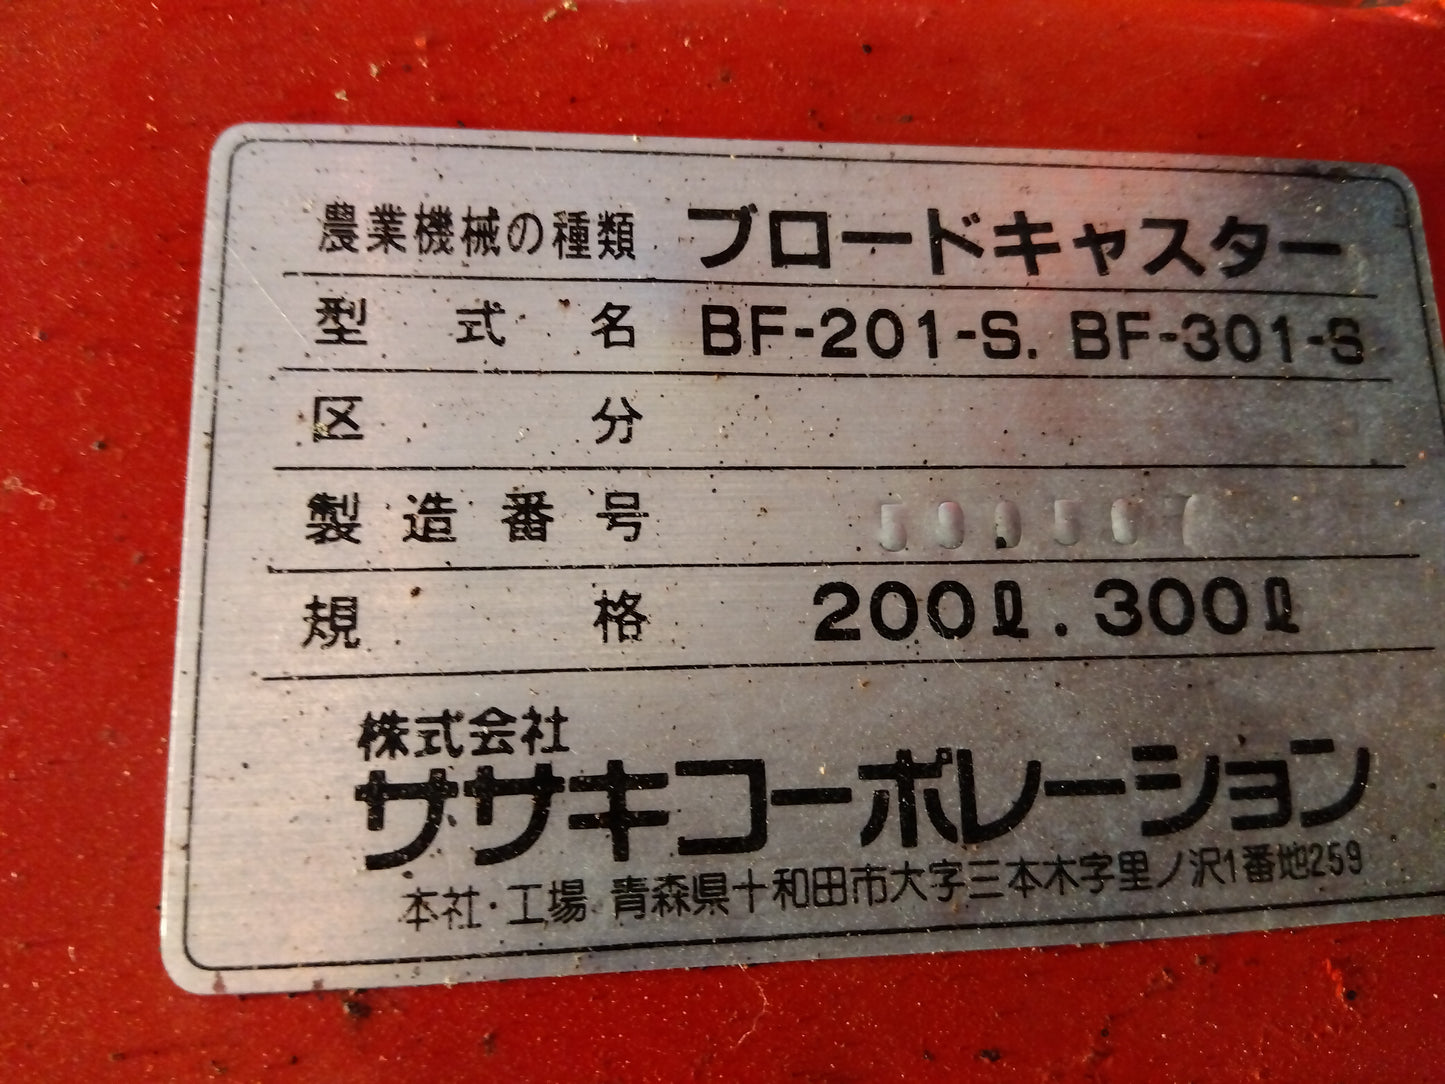 農業機械の種類 ブロードキャスター
型式名 BF-201-S. BF-301-S
区分
製造番号
規格 200ℓ. 300ℓ
株式会社
ササキコーポレーション
本社・工場 青森県十和田市大字三本木字里ノ沢1番地259